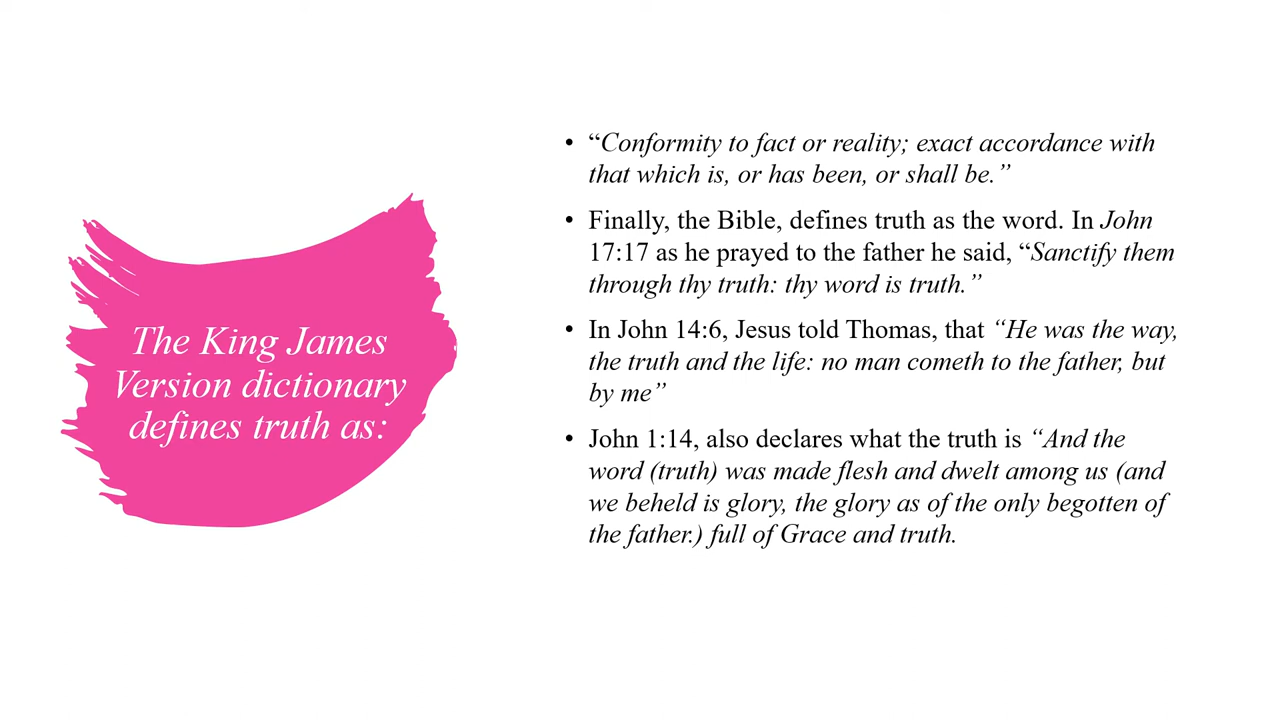 The King James
Version dictionary
defines truth as:
• “Conformity to fact or reality; exact accordance with
that which is, or has been, or shall be.”
• Finally, the Bible, defines truth as the word. In John
17:17 as he prayed to the father he said, “Sanctify them
through thy truth: thy word is truth.”
• In John 14:6, Jesus told Thomas, that “He was the way,
the truth and the life: no man cometh to the father, but
by me”
• John 1:14, also declares what the truth is “And the
word (truth) was made flesh and dwelt among us (and
we beheld is glory, the glory as of the only begotten of
the father.) full of Grace and truth.